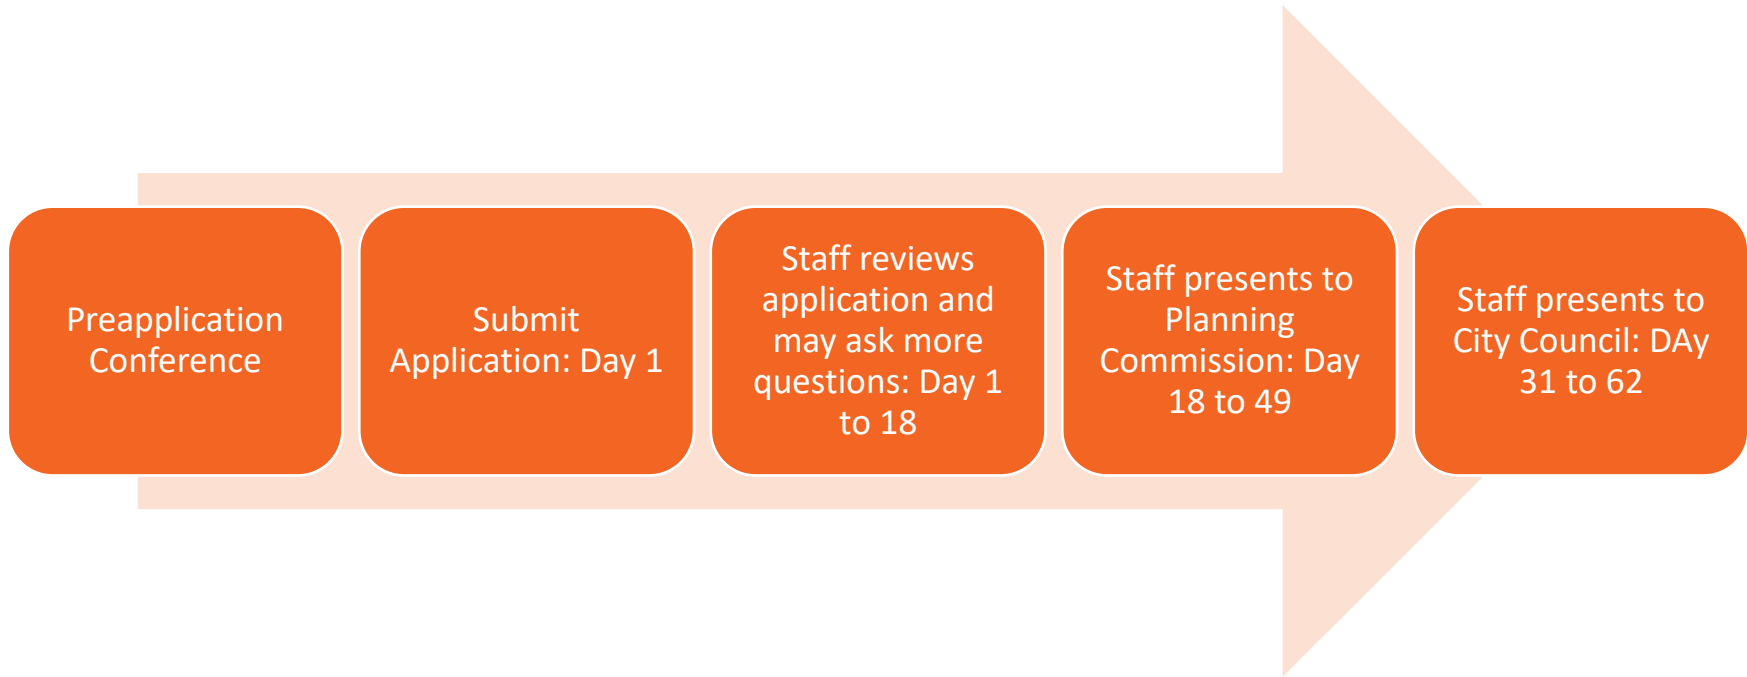 Preapplication
Conference
Submit
Application: Day 1
Staff reviews
application and
may ask more
questions: Day 1
to 18
Staff presents to
Planning
Commission: Day
18 to 49
Staff presents to
City Council: DAy
31 to 62